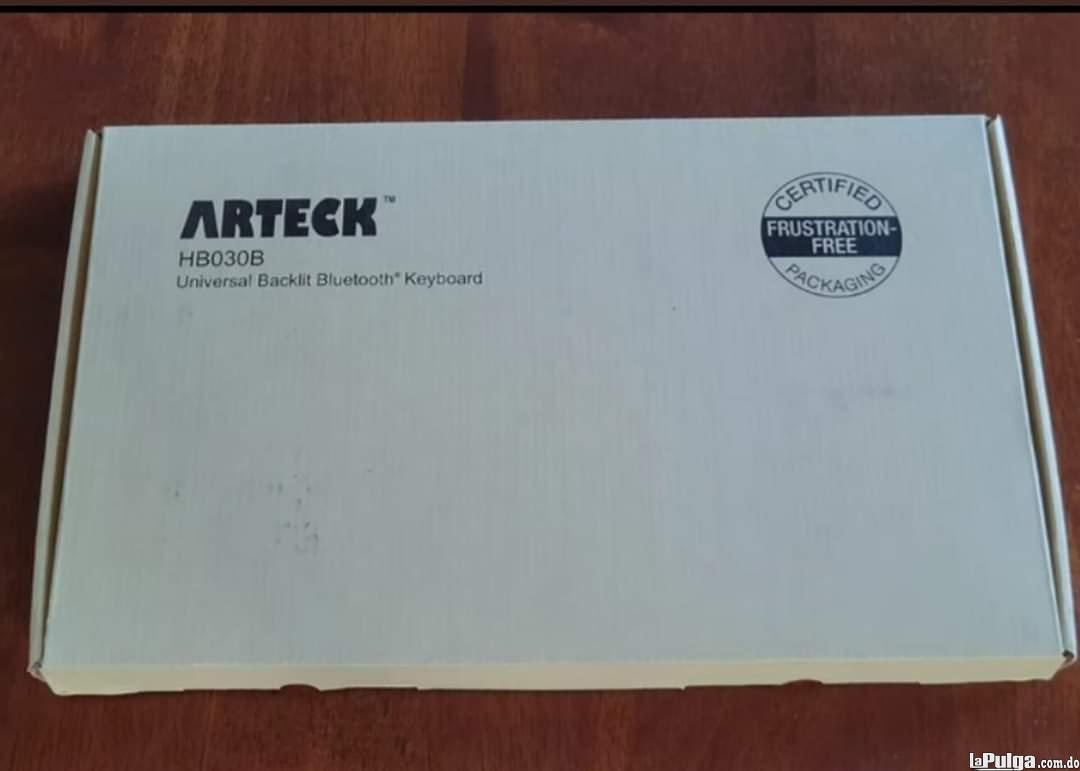 ARTECK™
HB030B
Universal Backlit Bluetooth® Keyboard
CERTIFIED
FRUSTRATION-
FREE
PACKAGING
laPulga.com.do